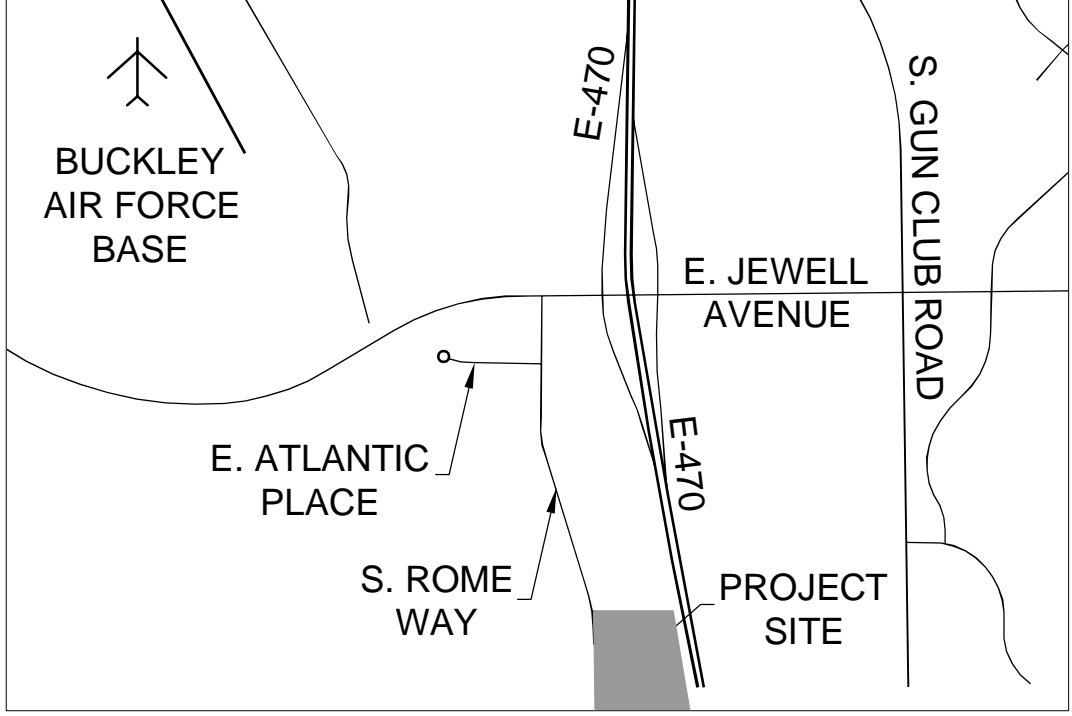 E-470
S. GUN CLUB ROAD
BUCKLEY
AIR FORCE
BASE
E. JEWELL
AVENUE
E. ATLANTIC
PLACE
E-470
S. ROME
WAY
PROJECT
SITE